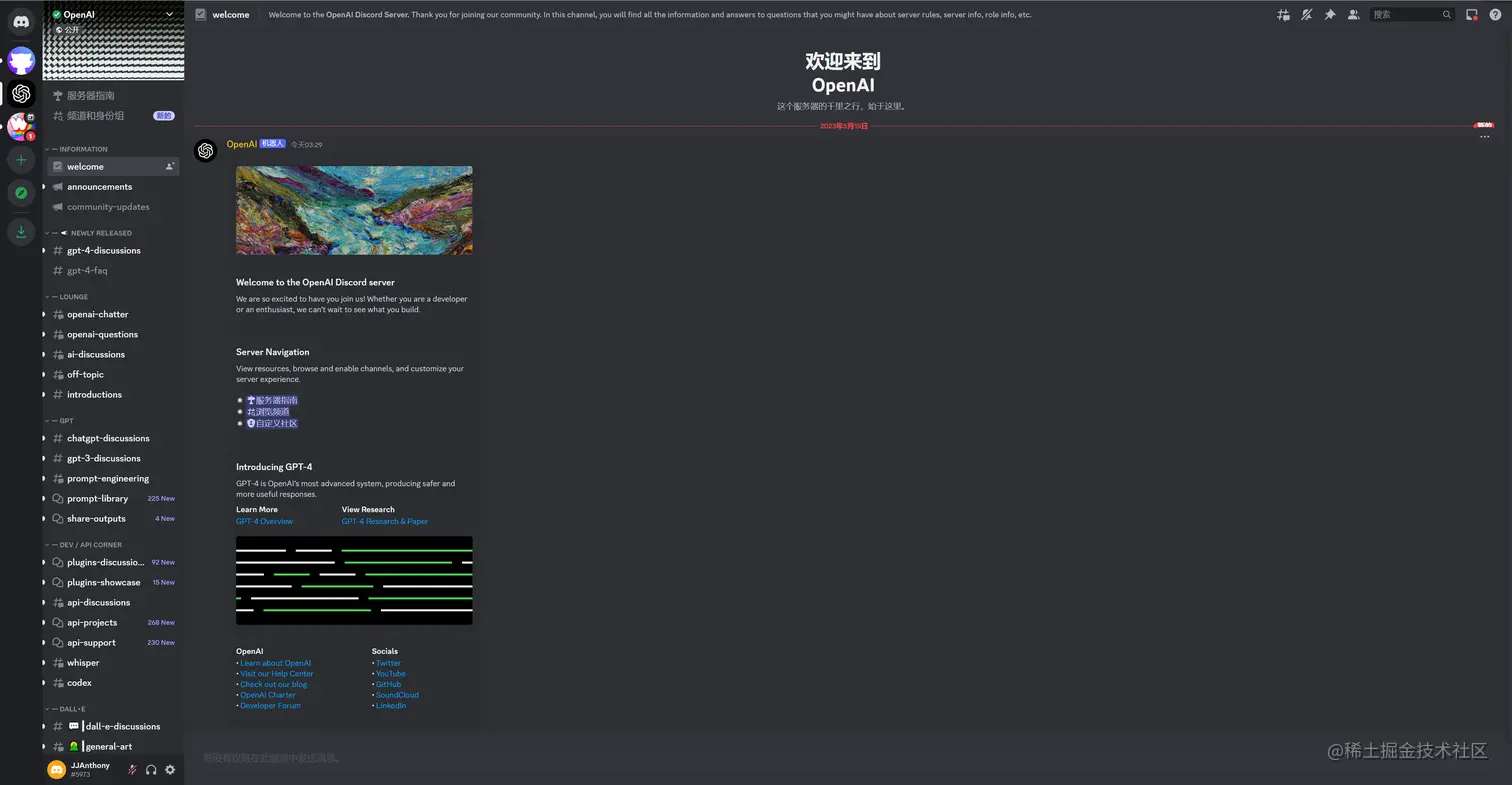 OpenAI
公开
服务器指南
频道和身份组
新的
INFORMATION
welcome
announcements
community-updates
NEWLY RELEASED
gpt-4-discussions
gpt-4-faq
LOUNGE
openai-chatter
openai-questions
ai-discussions
off-topic
introductions
GPT
chatgpt-discussions
gpt-3-discussions
prompt-engineering
prompt-library 225 New
share-outputs 4 New
DEV / API CORNER
plugins-discussio... 92 New
plugins-showcase 15 New
api-discussions
api-projects 268 New
api-support 230 New
whisper
codex
DALL·E
dall-e-discussions
general-art
JJAnthony
#5973
welcome Welcome to the OpenAI Discord Server. Thank you for joining our community. In this channel, you will find all the information and answers to questions that you might have about server rules, server info, role info, etc.
搜索
欢迎来到
OpenAI
这个服务器的千里之行，始于这里。
2023年5月15日
新的
OpenAI 机器人 今天03:29
Welcome to the OpenAI Discord server
We are so excited to have you join us! Whether you are a developer
or an enthusiast, we can't wait to see what you build.
Server Navigation
View resources, browse and enable channels, and customize your
server experience.
服务器指南
浏览频道
自定义社区
Introducing GPT-4
GPT-4 is OpenAI's most advanced system, producing safer and
more useful responses.
Learn More View Research
GPT-4 Overview GPT-4 Research & Paper
OpenAI Socials
• Learn about OpenAI • Twitter
• Visit our Help Center • YouTube
• Check out our blog • GitHub
• OpenAI Charter • SoundCloud
• Developer Forum • Linkedin
您没有权限在此频道中发送消息。
@稀土掘金技术社区